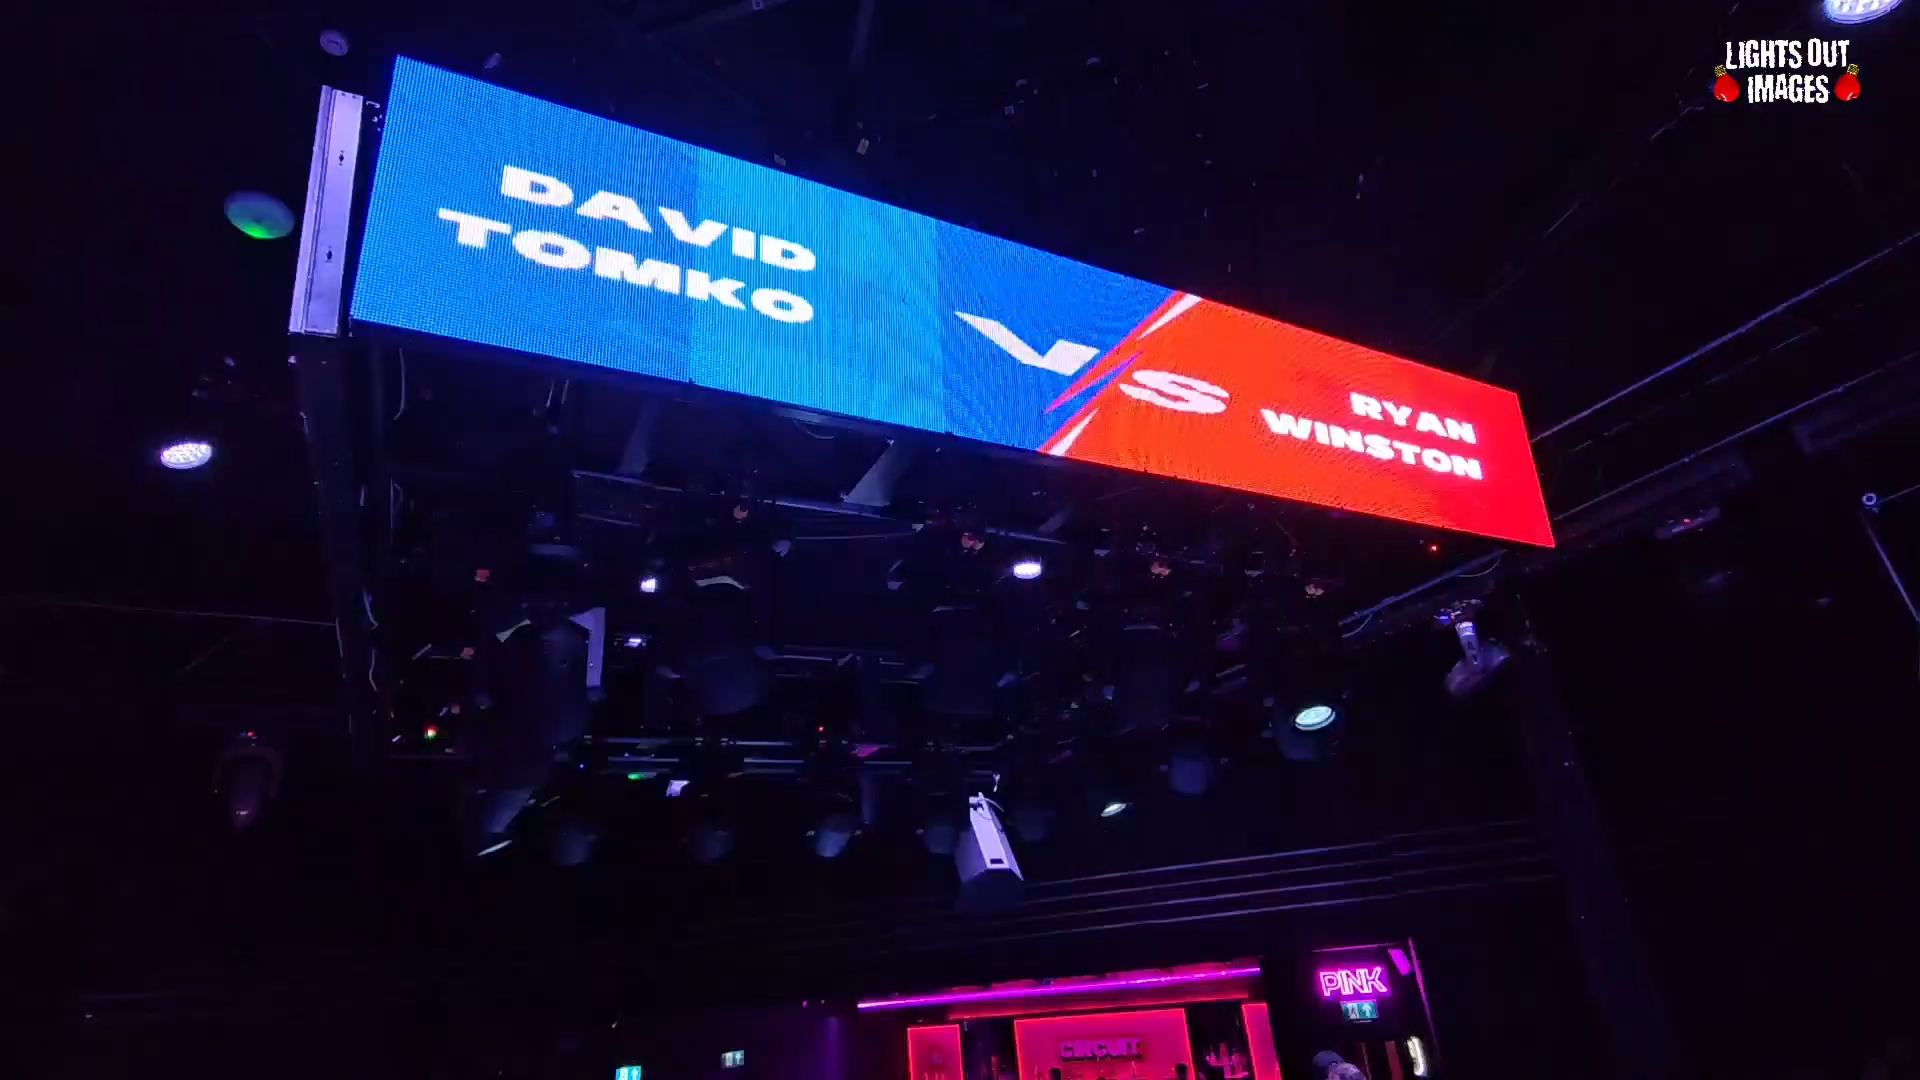 LIGHTS OUT
IMAGES
DAVID
TOMKO
VS
RYAN
WINSTON
PINK
CIRCUIT